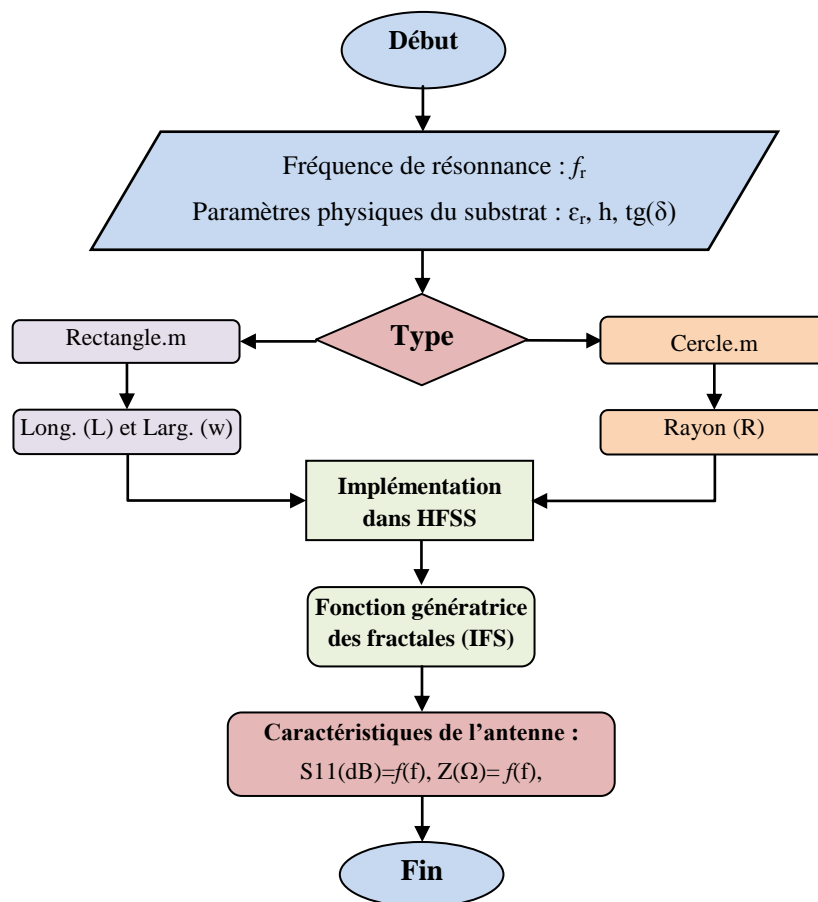 Début
Fréquence de résonnance : fr
Paramètres physiques du substrat : εr, h, tg(δ)
Type
Rectangle.m
Cercle.m
Long. (L) et Larg. (w)
Rayon (R)
Implémentation
dans HFSS
Fonction génératrice
des fractales (IFS)
Caractéristiques de l’antenne :
S11(dB)=f(f), Z(Ω)= f(f),
Fin